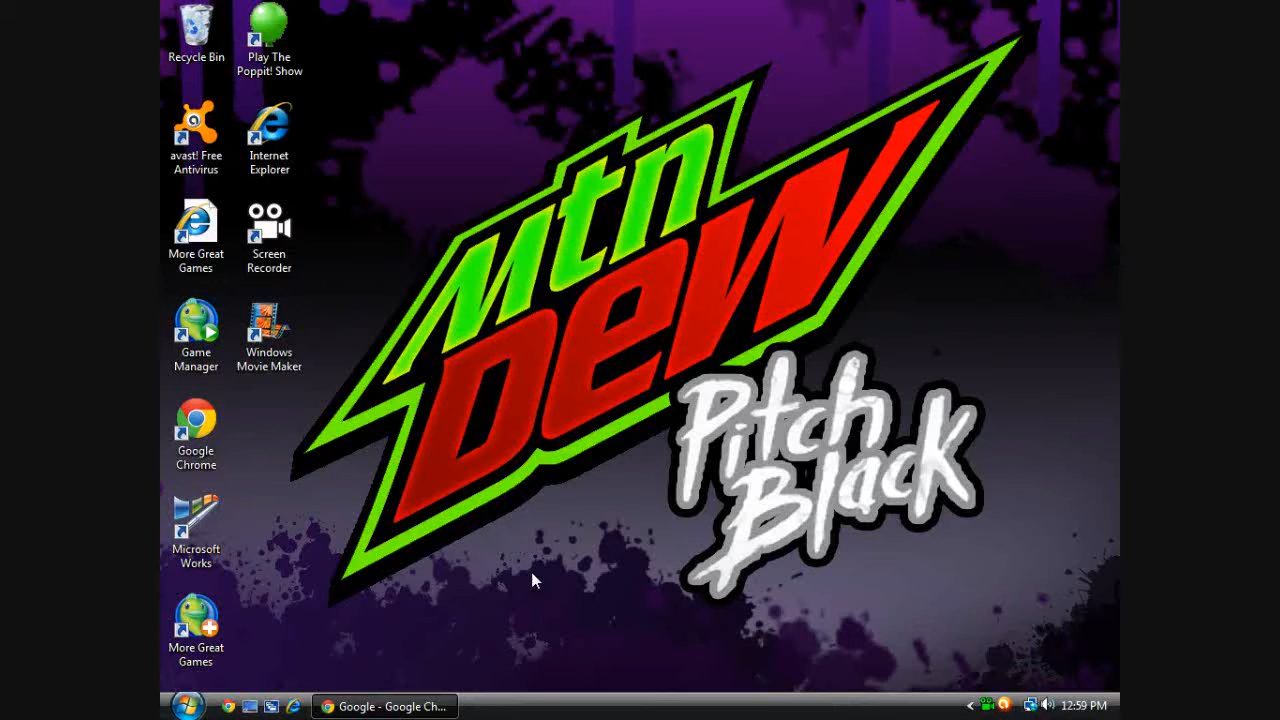 Recycle Bin
Play The
Poppit! Show
avast! Free
Antivirus
Internet
Explorer
More Great
Games
Screen
Recorder
Game
Manager
Windows
Movie Maker
Google
Chrome
Microsoft
Works
More Great
Games
Mtn
Dew
Pitch
Black
Google - Google Ch...
12:59 PM